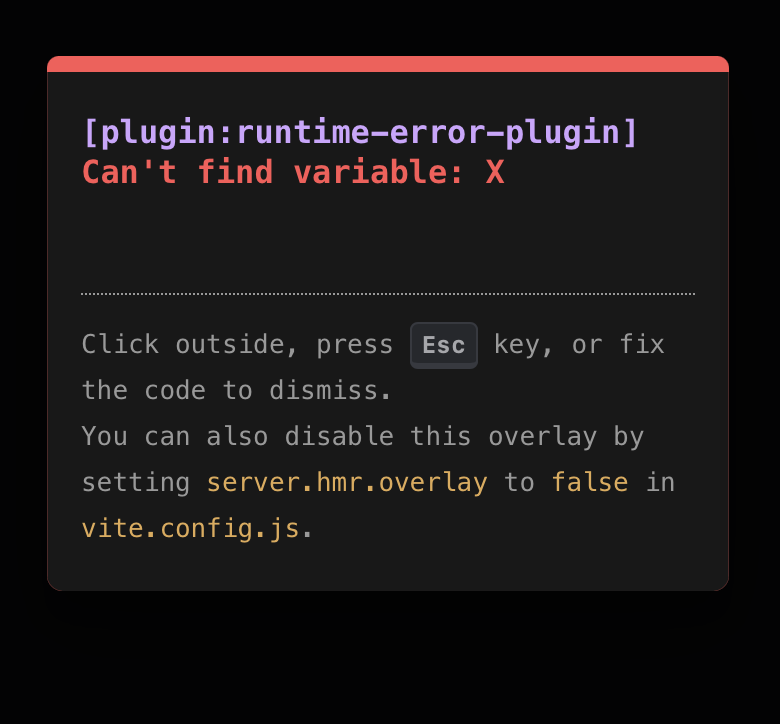 [plugin:runtime-error-plugin]
Can't find variable: X
Click outside, press Esc key, or fix
the code to dismiss.
You can also disable this overlay by
setting server.hmr.overlay to false in
vite.config.js.